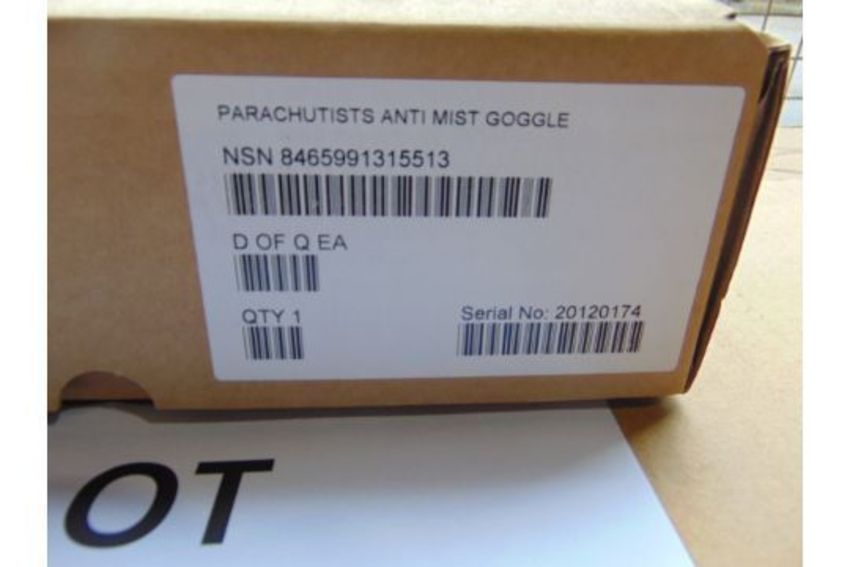 PARACHUTISTS ANTI MIST GOGGLE
NSN 8465991315513
D OF Q EA
QTY 1
Serial No: 20120174
OT